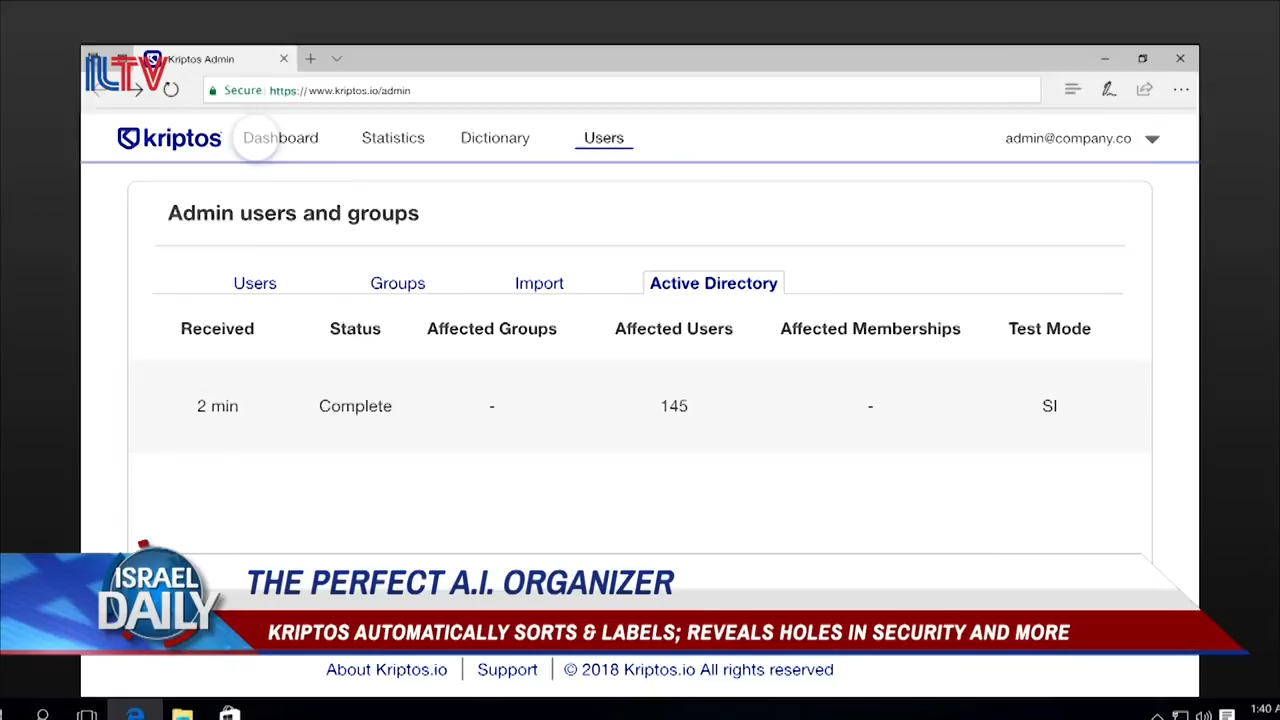 Kriptos Admin
ILTV
Secure https://www.kriptos.io/admin
kriptos Dashboard Statistics Dictionary Users admin@company.co
Admin users and groups
Users Groups Import Active Directory
Received Status Affected Groups Affected Users Affected Memberships Test Mode
2 min Complete - 145 - SI
ISRAEL
DAILY
THE PERFECT A.I. ORGANIZER
KRIPTOS AUTOMATICALLY SORTS & LABELS; REVEALS HOLES IN SECURITY AND MORE
About Kriptos.io | Support | © 2018 Kriptos.io All rights reserved
1:40